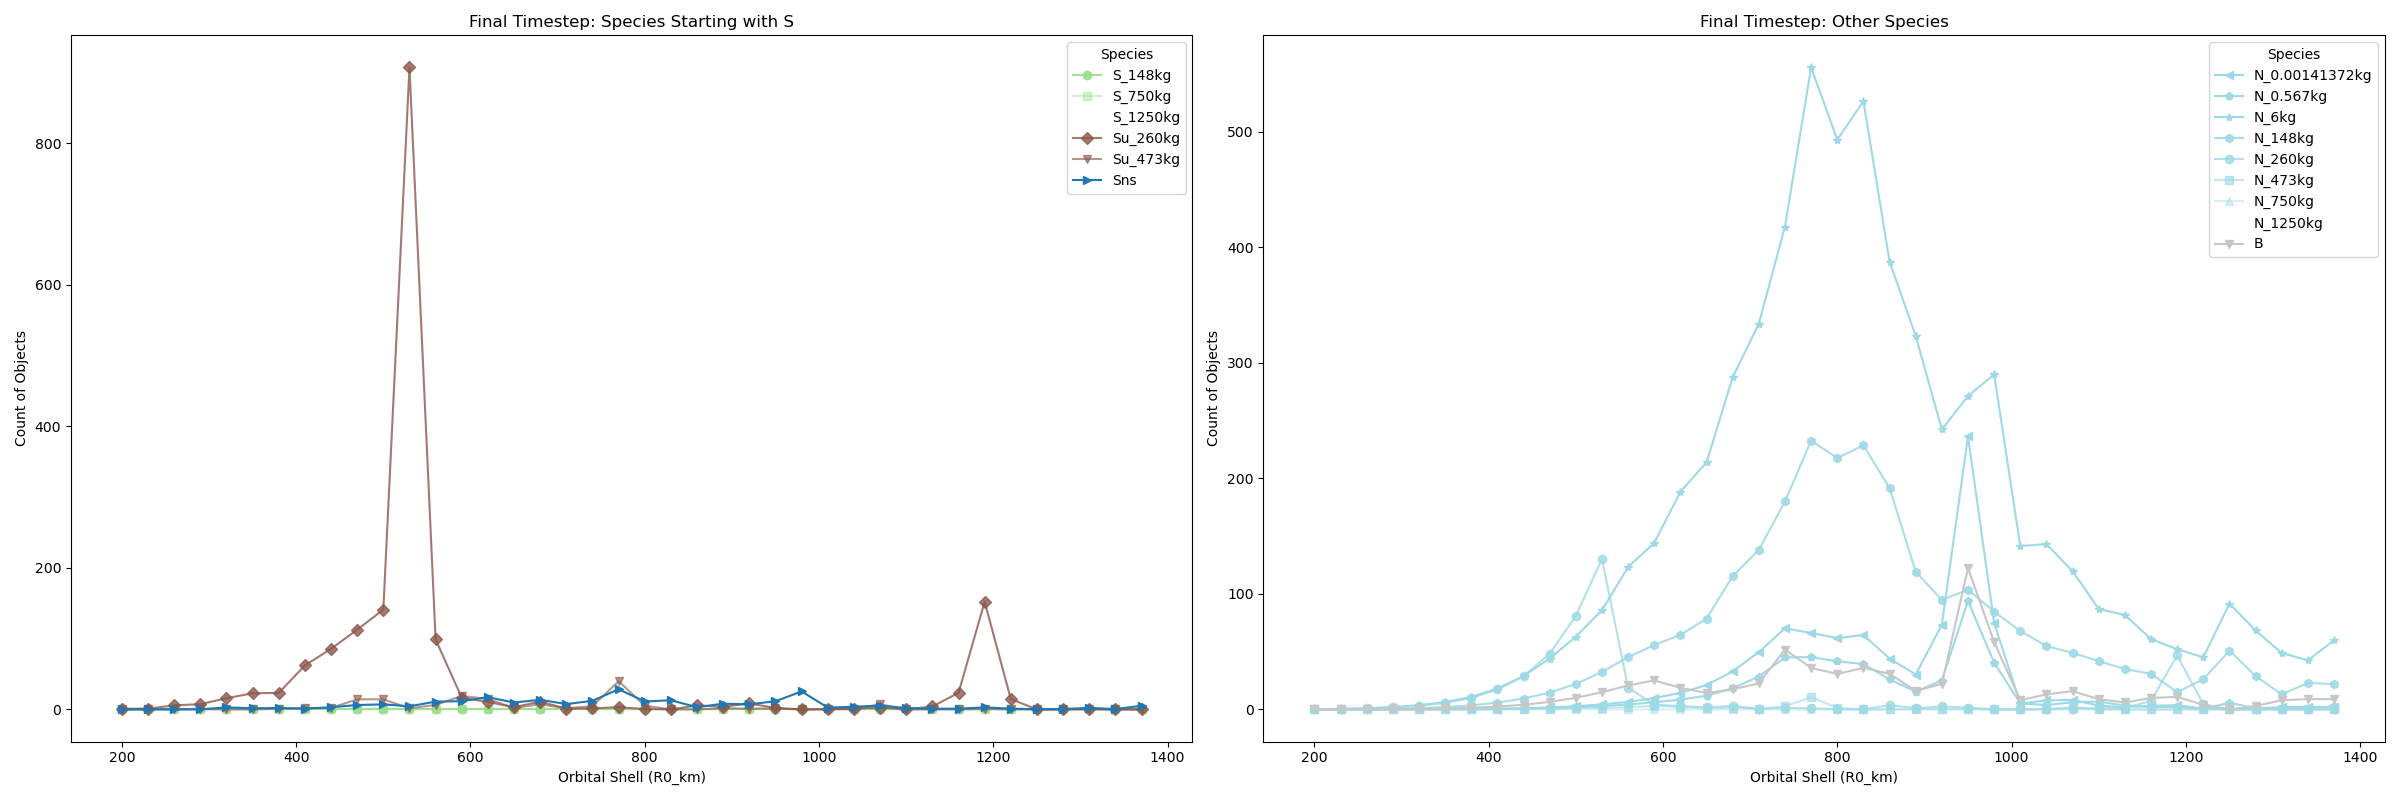 Final Timestep: Species Starting with S
Count of Objects
800
600
400
200
0
200
400
600
800
1000
1200
1400
Orbital Shell (R0_km)
Species
S_148kg
S_750kg
S_1250kg
Su_260kg
Su_473kg
Sns
Final Timestep: Other Species
Count of Objects
500
400
300
200
100
0
200
400
600
800
1000
1200
1400
Orbital Shell (R0_km)
Species
N_0.00141372kg
N_0.567kg
N_6kg
N_148kg
N_260kg
N_473kg
N_750kg
N_1250kg
B